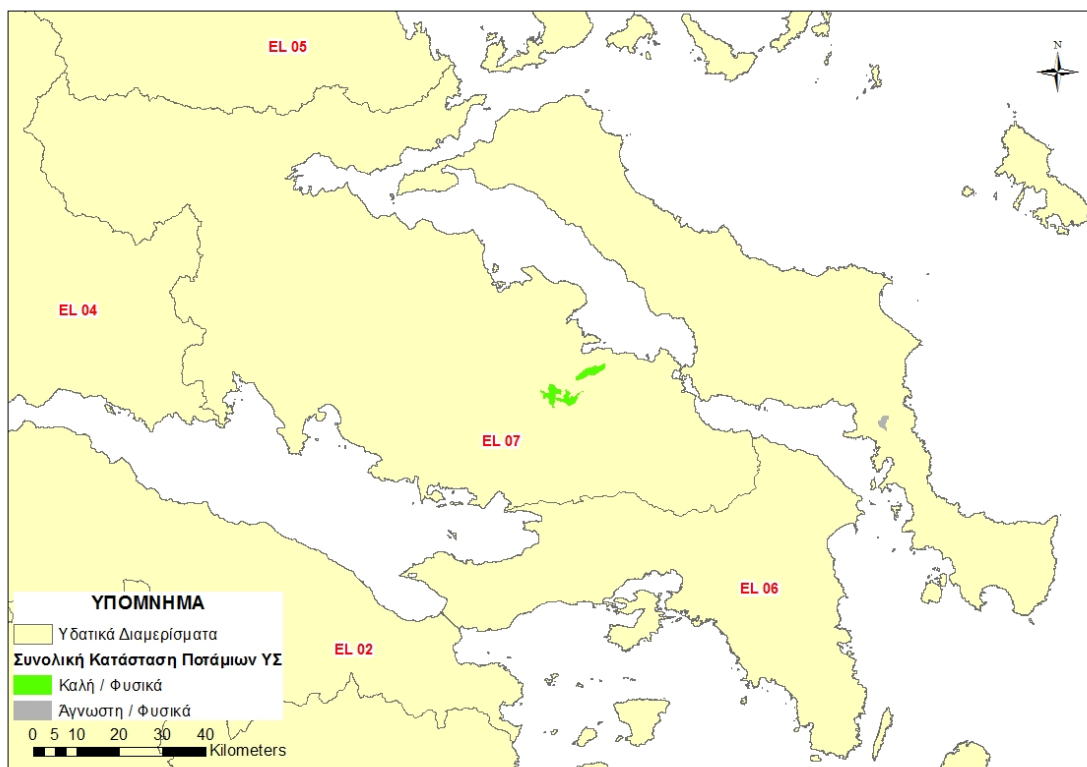 EL 05
N
EL 04
EL 07
EL 06
EL 02
ΥΠΟΜΝΗΜΑ
Υδατικά Διαμερίσματα
Συνολική Κατάσταση Ποτάμιων ΥΣ
Καλή / Φυσικά
Άγνωστη / Φυσικά
0 5 10 20 30 40
Kilometers